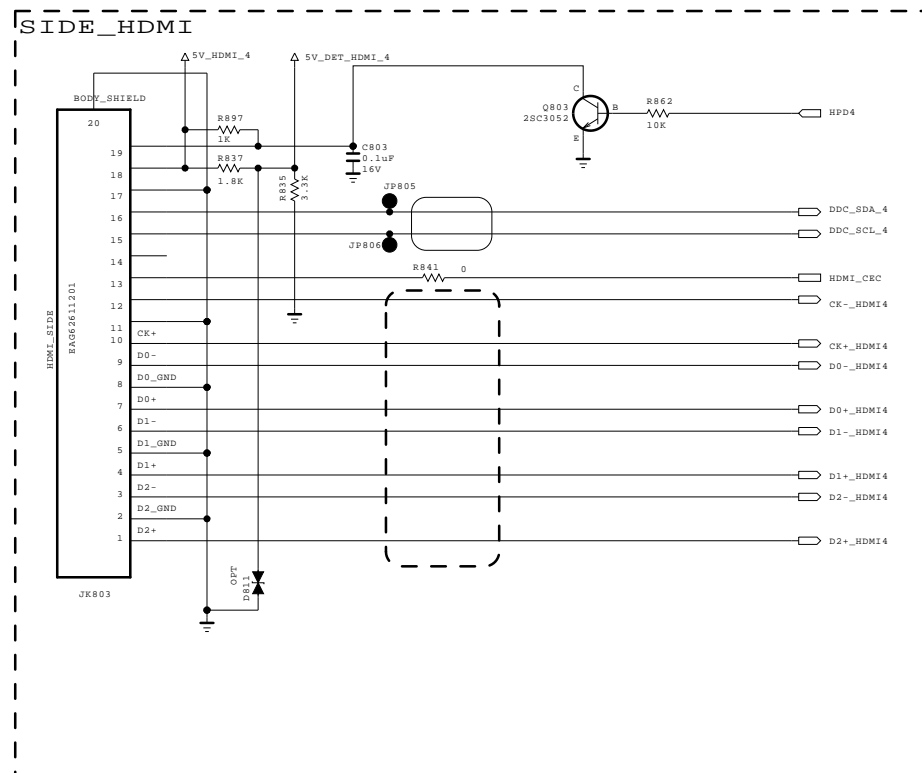 SIDE_HDMI
5V_HDMI_4
5V_DET_HDMI_4
BODY_SHIELD
20
R897
1K
C
Q803
2SC3052
B
E
R862
10K
HPD4
19
C803
0.1uF
16V
R837
1.8K
18
R835
3.3K
17
JP805
16
DDC_SDA_4
15
DDC_SCL_4
JP806
14
R841
0
13
HDMI_CEC
12
CK-_HDMI4
HDMI_SIDE
EAG62611201
11
CK+
10
CK+_HDMI4
D0-
9
D0-_HDMI4
D0_GND
8
D0+
7
D0+_HDMI4
D1-
6
D1-_HDMI4
D1_GND
5
D1+
4
D1+_HDMI4
D2-
3
D2-_HDMI4
D2_GND
2
D2+
1
D2+_HDMI4
OPT
D811
JK803